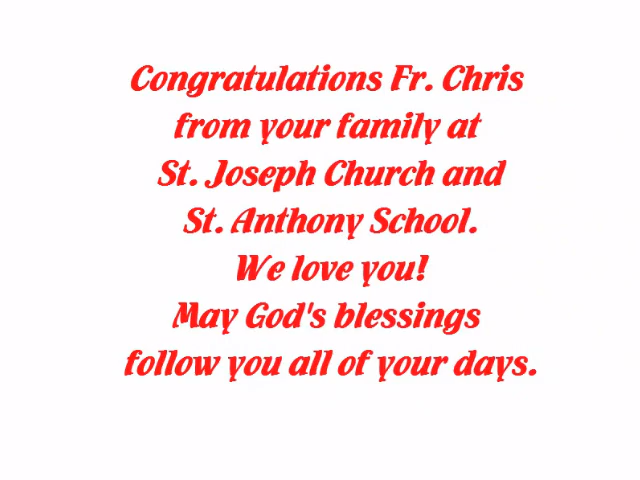 Congratulations Fr. Chris
from your family at
St. Joseph Church and
St. Anthony School.
We love you!
May God's blessings
follow you all of your days.